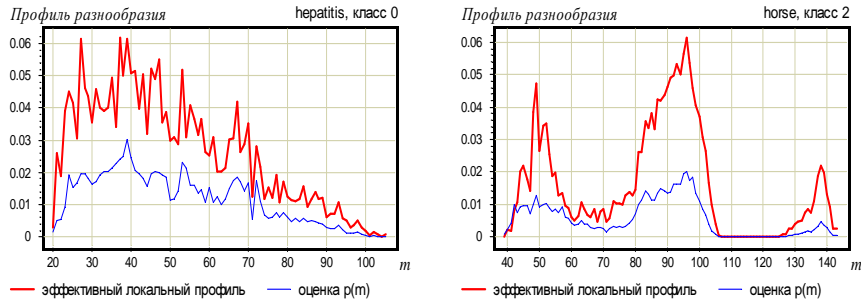 Профиль разнообразия hepatitis, класс 0
0.06
0.05
0.04
0.03
0.02
0.01
0
20 30 40 50 60 70 80 90 100 m
эффективный локальный профиль оценка p(m)
Профиль разнообразия horse, класс 2
0.06
0.05
0.04
0.03
0.02
0.01
0
40 50 60 70 80 90 100 110 120 130 140 m
эффективный локальный профиль оценка p(m)